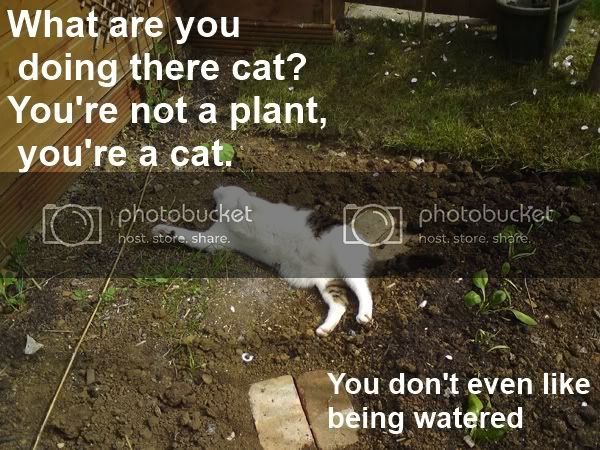 What are you
doing there cat?
You're not a plant,
you're a cat.
photobucket photobucket
host. store. share. host. store. share.
You don't even like
being watered